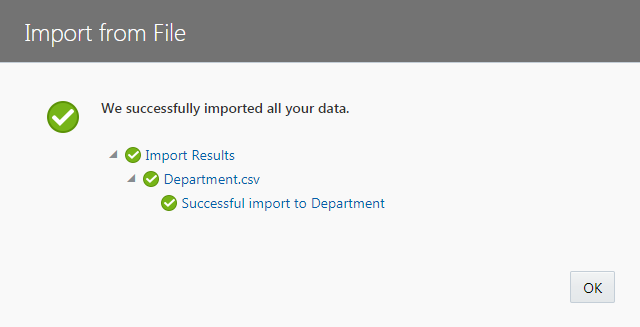 Import from File
We successfully imported all your data.
Import Results
Department.csv
Successful import to Department
OK